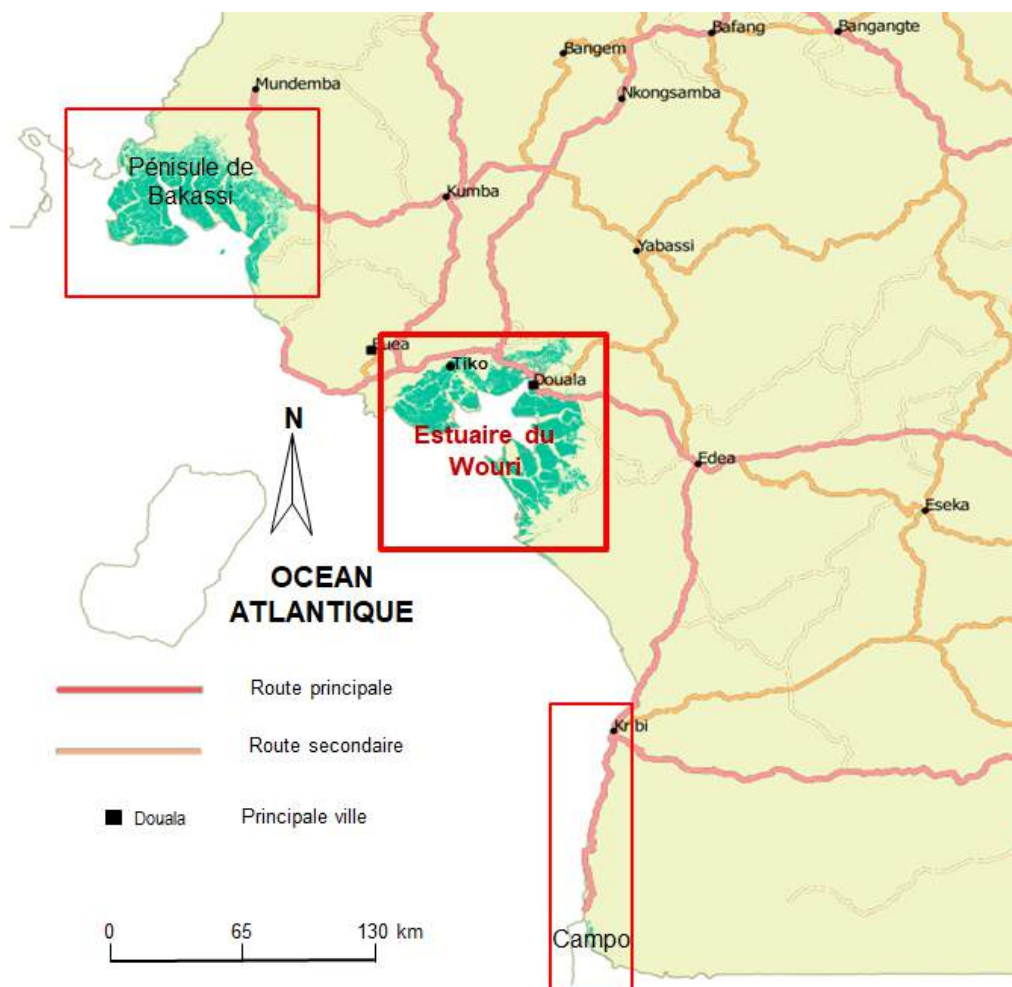 Bafang
Bangangte
Bangem
Mundemba
Nkongsamba
Pénisule de
Bakassi
Kumba
Yabassi
Tiko
Douala
Estuaire du
Wouri
Edea
Eseka
N
OCEAN
ATLANTIQUE
Route principale
Kribi
Route secondaire
Douala
Principale ville
0 65 130 km
Campo